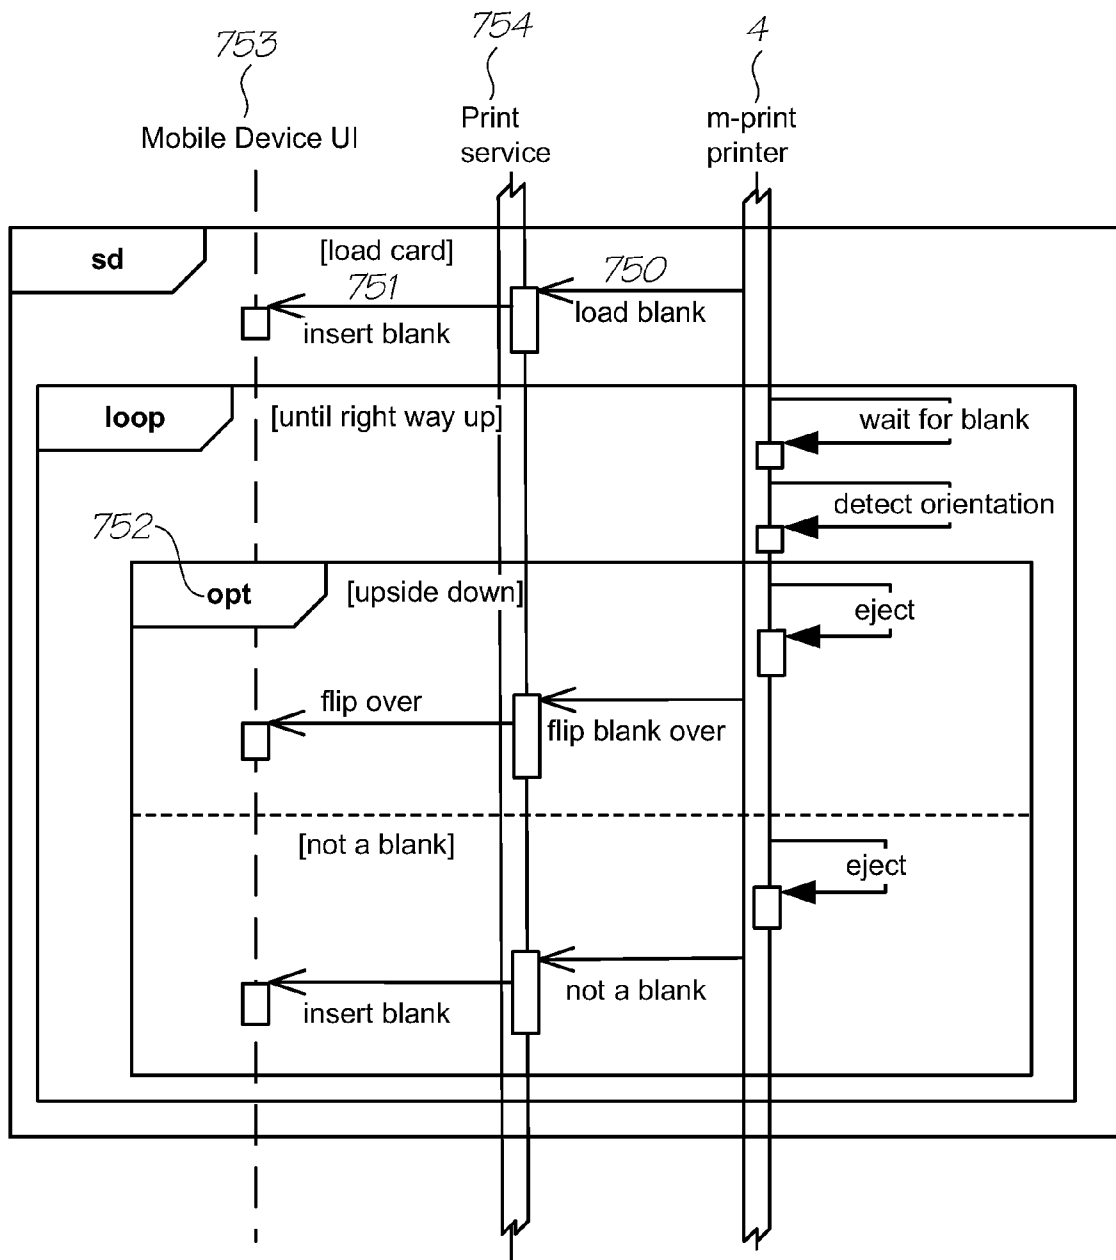 753
754
4
Mobile Device UI
Print
service
m-print
printer
sd
[load card]
751
750
insert blank
load blank
loop
[until right way up]
wait for blank
detect orientation
752
opt
[upside down]
eject
flip over
flip blank over
[not a blank]
eject
not a blank
insert blank